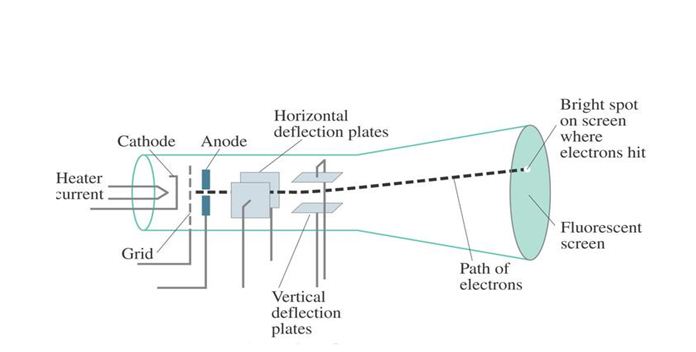 Horizontal
deflection plates
Cathode
Anode
Bright spot
on screen
where
electrons hit
Heater
current
Grid
Fluorescent
screen
Path of
electrons
Vertical
deflection
plates